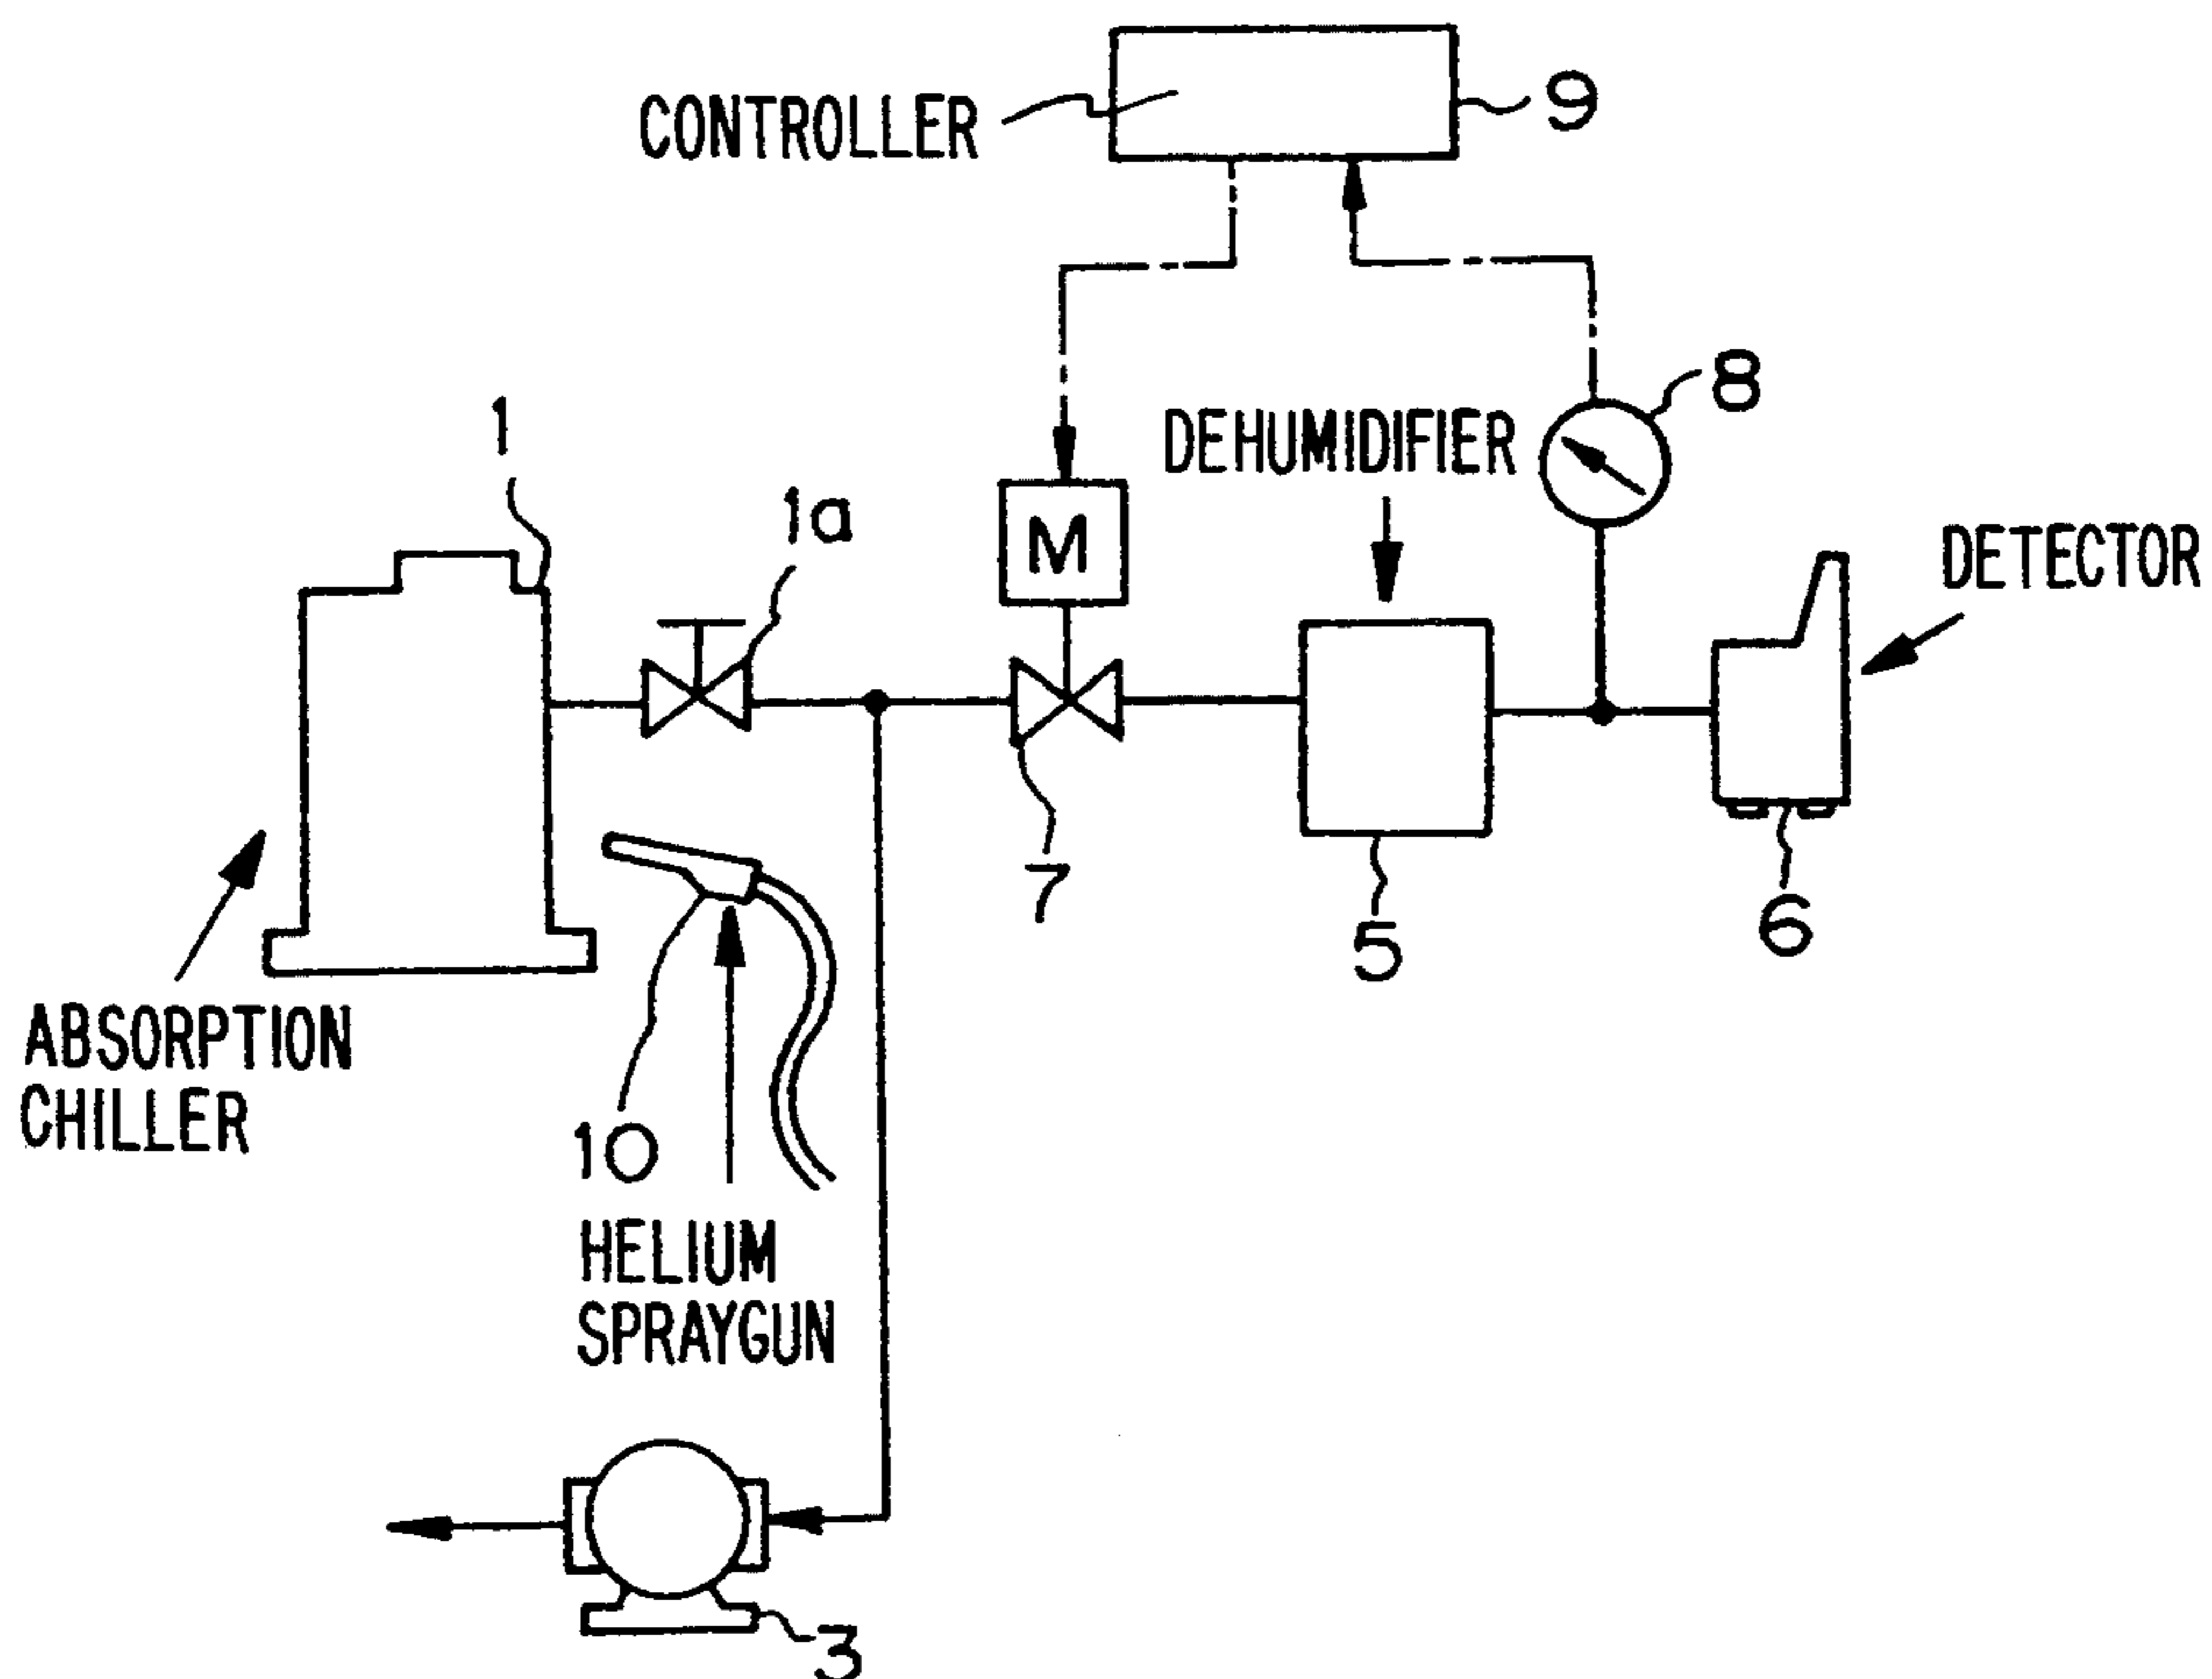 CONTROLLER
9
8
1
DEHUMIDIFIER
1a
M
DETECTOR
7
5
6
ABSORPTION
CHILLER
10
HELIUM
SPRAYGUN
3